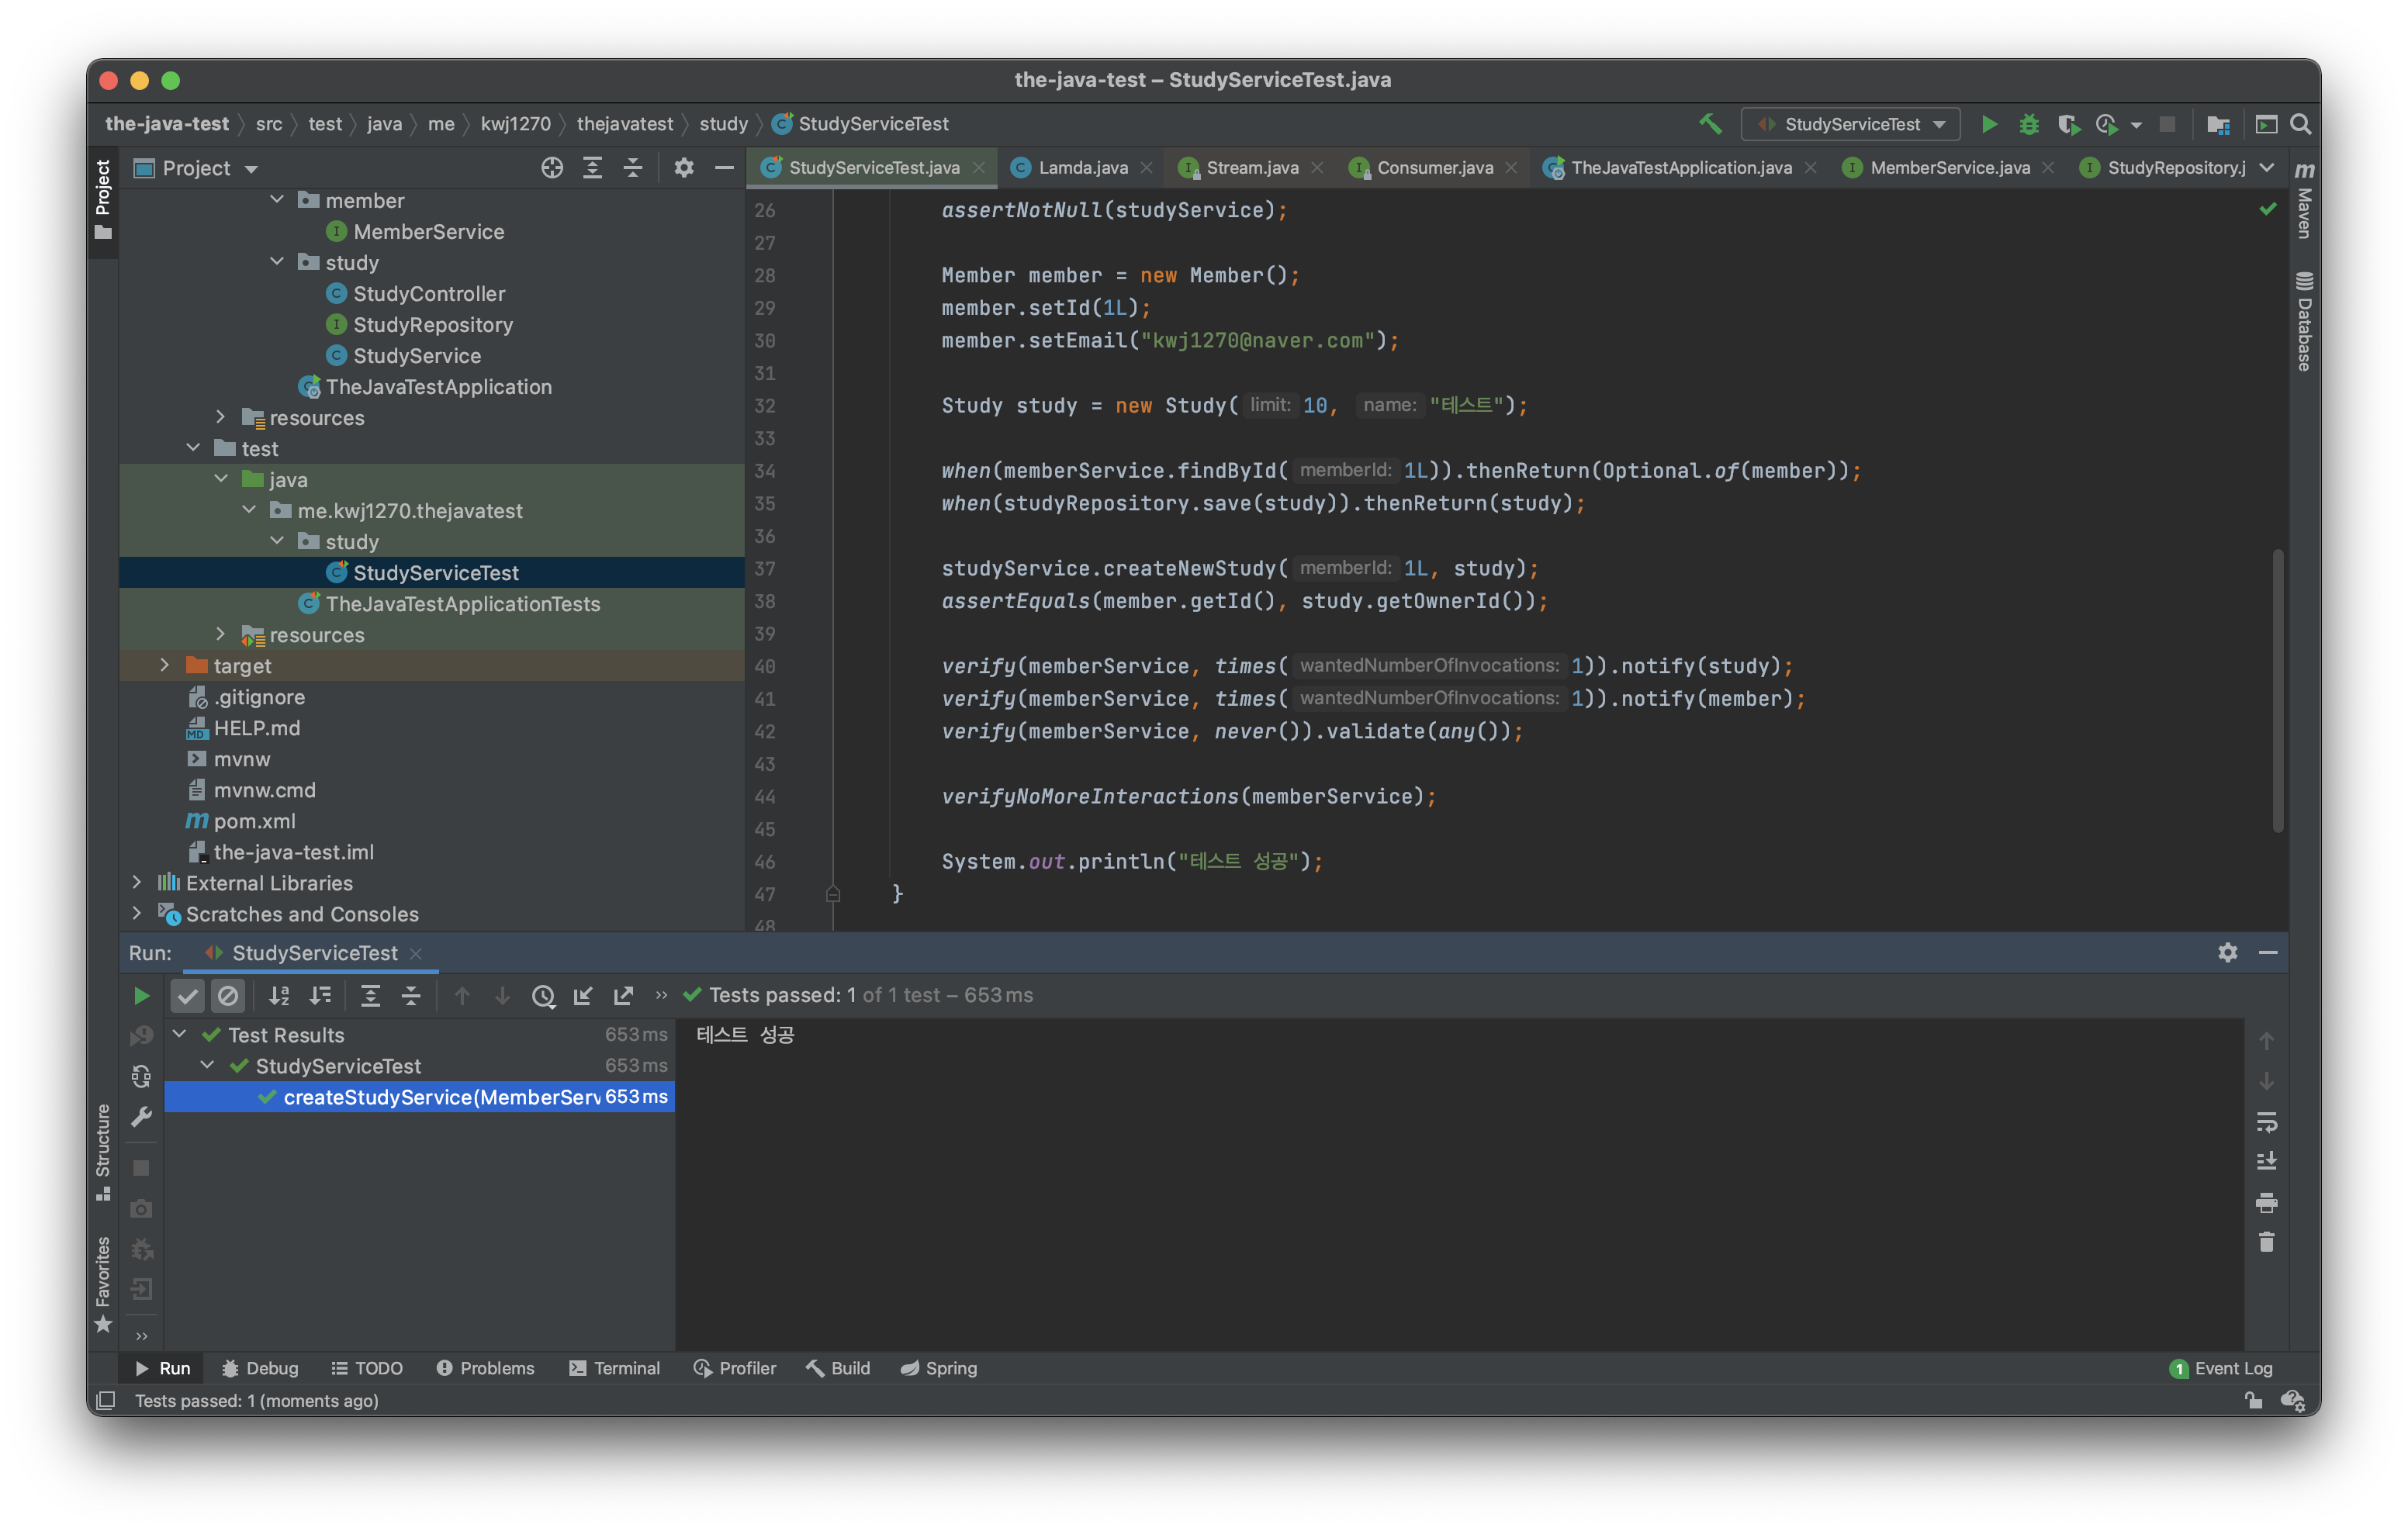 the-java-test – StudyServiceTest.java
the-java-test src test java me kwj1270 thejavatest study StudyServiceTest
StudyServiceTest
Project
Project
StudyServiceTest.java Lamda.java Stream.java Consumer.java TheJavaTestApplication.java MemberService.java StudyRepository.j
Maven
Database
member
MemberService
study
StudyController
StudyRepository
StudyService
TheJavaTestApplication
resources
test
java
me.kwj1270.thejavatest
study
StudyServiceTest
TheJavaTestApplicationTests
resources
target
.gitignore
HELP.md
mvnw
mvnw.cmd
pom.xml
the-java-test.iml
External Libraries
Scratches and Consoles
26 assertNotNull(studyService);
27
28 Member member = new Member();
29 member.setId(1L);
30 member.setEmail("kwj1270@naver.com");
31
32 Study study = new Study( limit: 10, name: "테스트");
33
34 when(memberService.findById( memberId: 1L)).thenReturn(Optional.of(member));
35 when(studyRepository.save(study)).thenReturn(study);
36
37 studyService.createNewStudy( memberId: 1L, study);
38 assertEquals(member.getId(), study.getOwnerId());
39
40 verify(memberService, times( wantedNumberOfInvocations: 1)).notify(study);
41 verify(memberService, times( wantedNumberOfInvocations: 1)).notify(member);
42 verify(memberService, never()).validate(any());
43
44 verifyNoMoreInteractions(memberService);
45
46 System.out.println("테스트 성공");
47 }
48
Run: StudyServiceTest
Tests passed: 1 of 1 test – 653 ms
Test Results 653 ms
StudyServiceTest 653 ms
createStudyService(MemberServ 653 ms
테스트 성공
Structure
Favorites
Run Debug TODO Problems Terminal Profiler Build Spring 1 Event Log
Tests passed: 1 (moments ago)